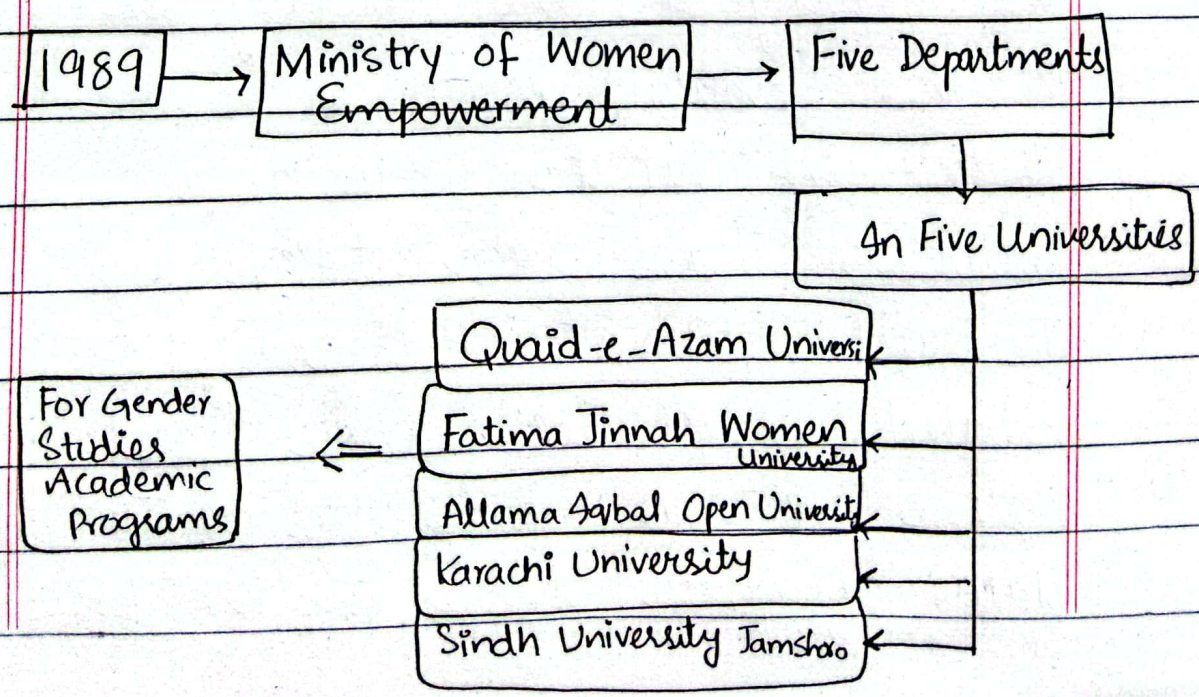 1989
Ministry of Women
Empowerment
Five Departments
In Five Universities
Quaid-e-Azam Universi
Fatima Jinnah Women
University
Allama Iqbal Open University
Karachi University
Sindh University Jamshoro
For Gender
Studies
Academic
Programs